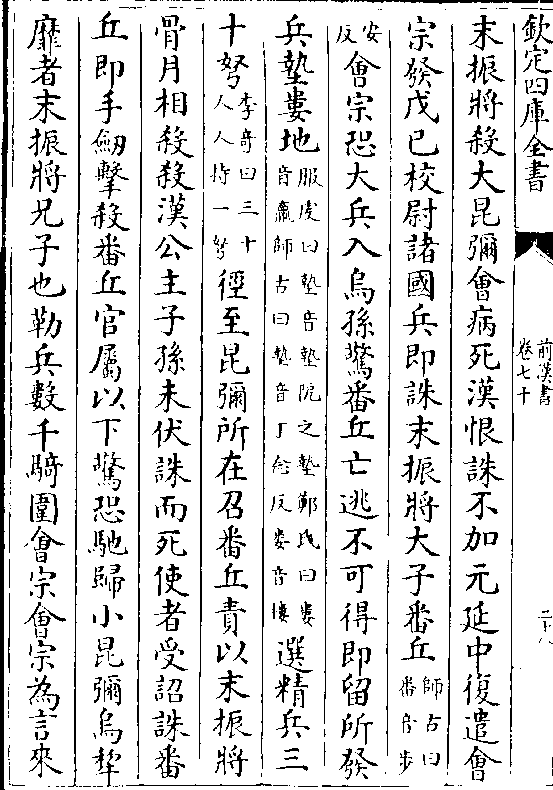 欽定四庫全書
前漢書
卷七十
二十八
末振將殺大昆彌會病死漢恨誅不加元延中復遣會
宗發戊已校尉諸國兵即誅末振將大子番丘師古曰番音步
安反會宗恐大兵入烏孫驚番丘亡逃不可得即留所發
兵墊婁地服䖍曰墊音墊阸之墊鄭氏曰婁音羸師古曰墊音丁念反婁音樓選精兵三
十弩李竒曰三十人人持一弩徑至昆彌所在召番丘責以末振將
骨月相殺殺漢公主子孫未伏誅而死使者受詔誅番
丘即手劒擊殺番丘官屬以下驚恐馳歸小昆彌烏犂
靡者末振將兄子也勒兵數千騎圍會宗會宗為言來